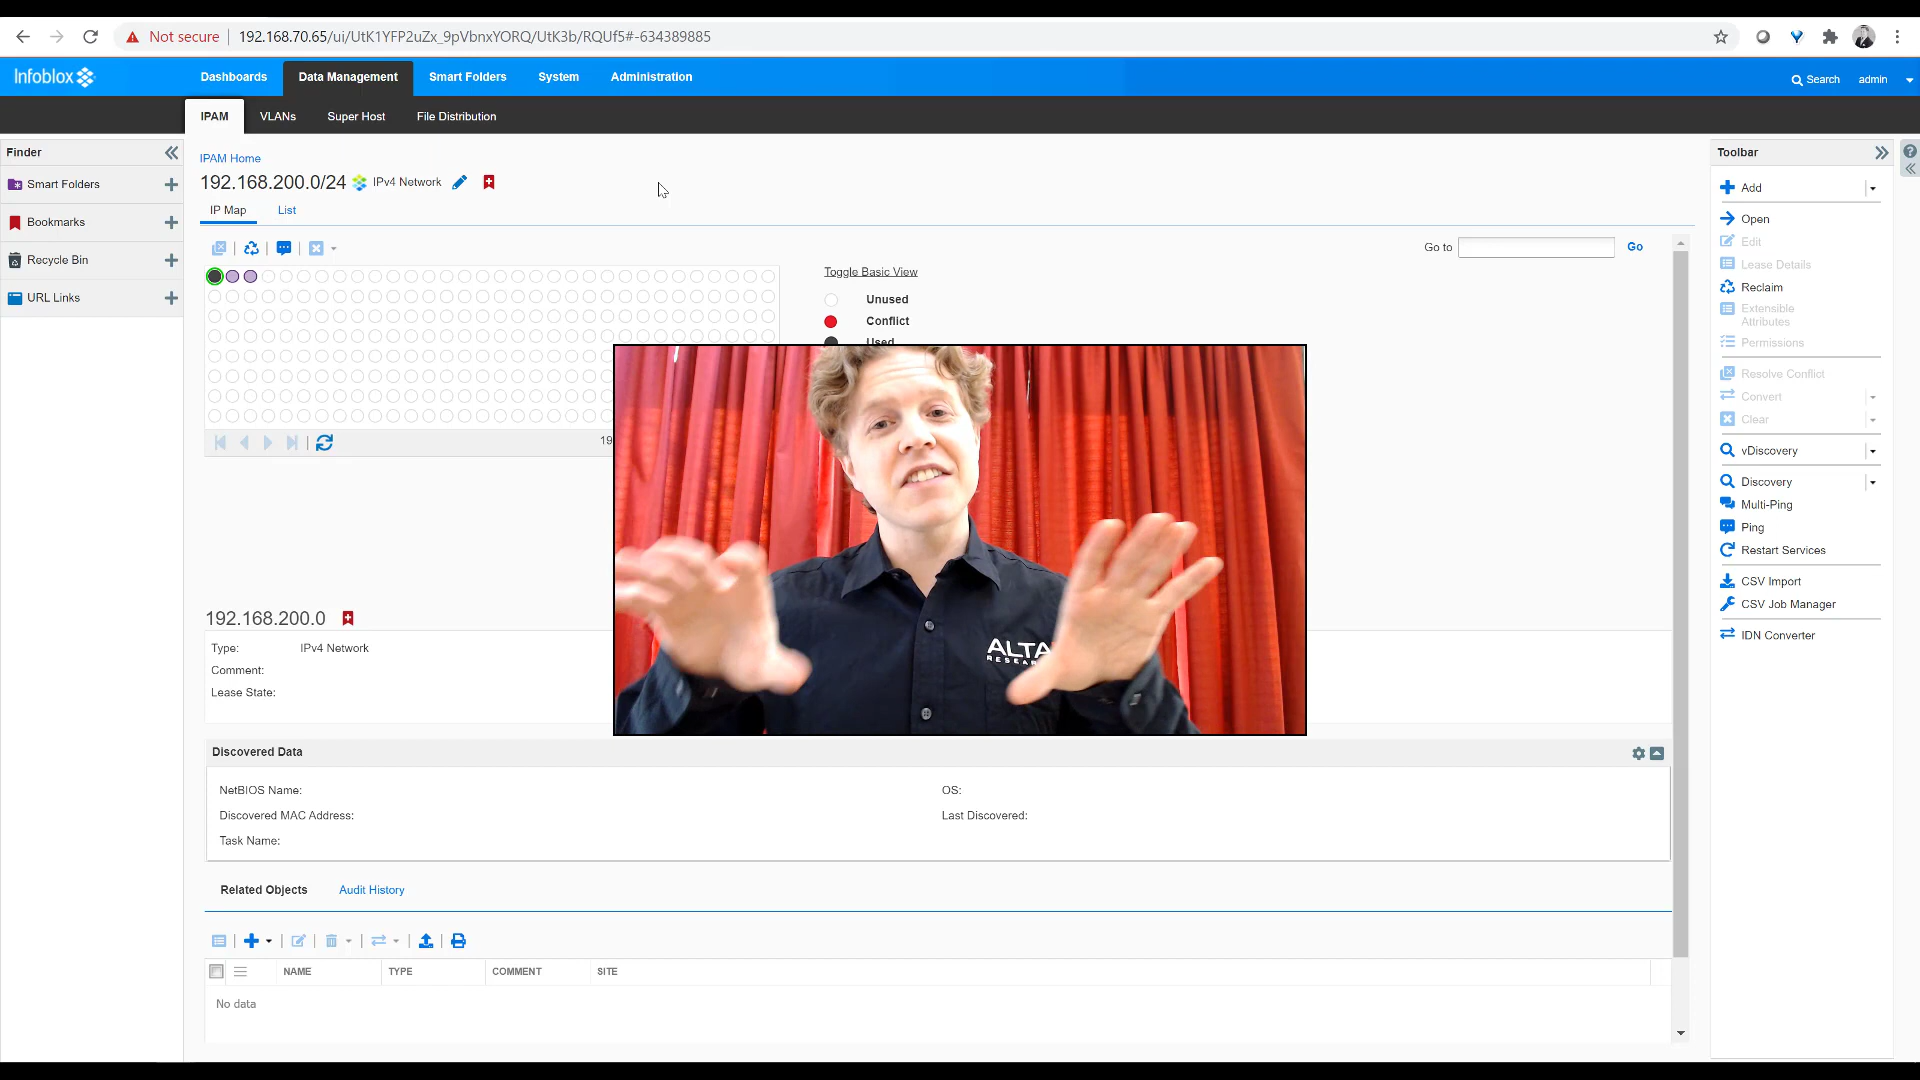 Not secure
192.168.70.65/ui/UtK1YFP2uZx_9pVbnxYORQ/UtK3b/RQUf5#-634389885
Infoblox
Dashboards
Data Management
Smart Folders
System
Administration
Search
admin
IPAM
VLANs
Super Host
File Distribution
Finder
Smart Folders
Bookmarks
Recycle Bin
URL Links
IPAM Home
192.168.200.0/24
IPv4 Network
IP Map
List
Go to
Go
Toggle Basic View
Unused
Conflict
Used
19
ALTA
192.168.200.0
Type:
IPv4 Network
Comment:
Lease State:
Discovered Data
NetBIOS Name:
OS:
Discovered MAC Address:
Last Discovered:
Task Name:
Related Objects
Audit History
NAME
TYPE
COMMENT
SITE
No data
Toolbar
Add
Open
Edit
Lease Details
Reclaim
Extensible
Attributes
Permissions
Resolve Conflict
Convert
Clear
vDiscovery
Discovery
Multi-Ping
Ping
Restart Services
CSV Import
CSV Job Manager
IDN Converter